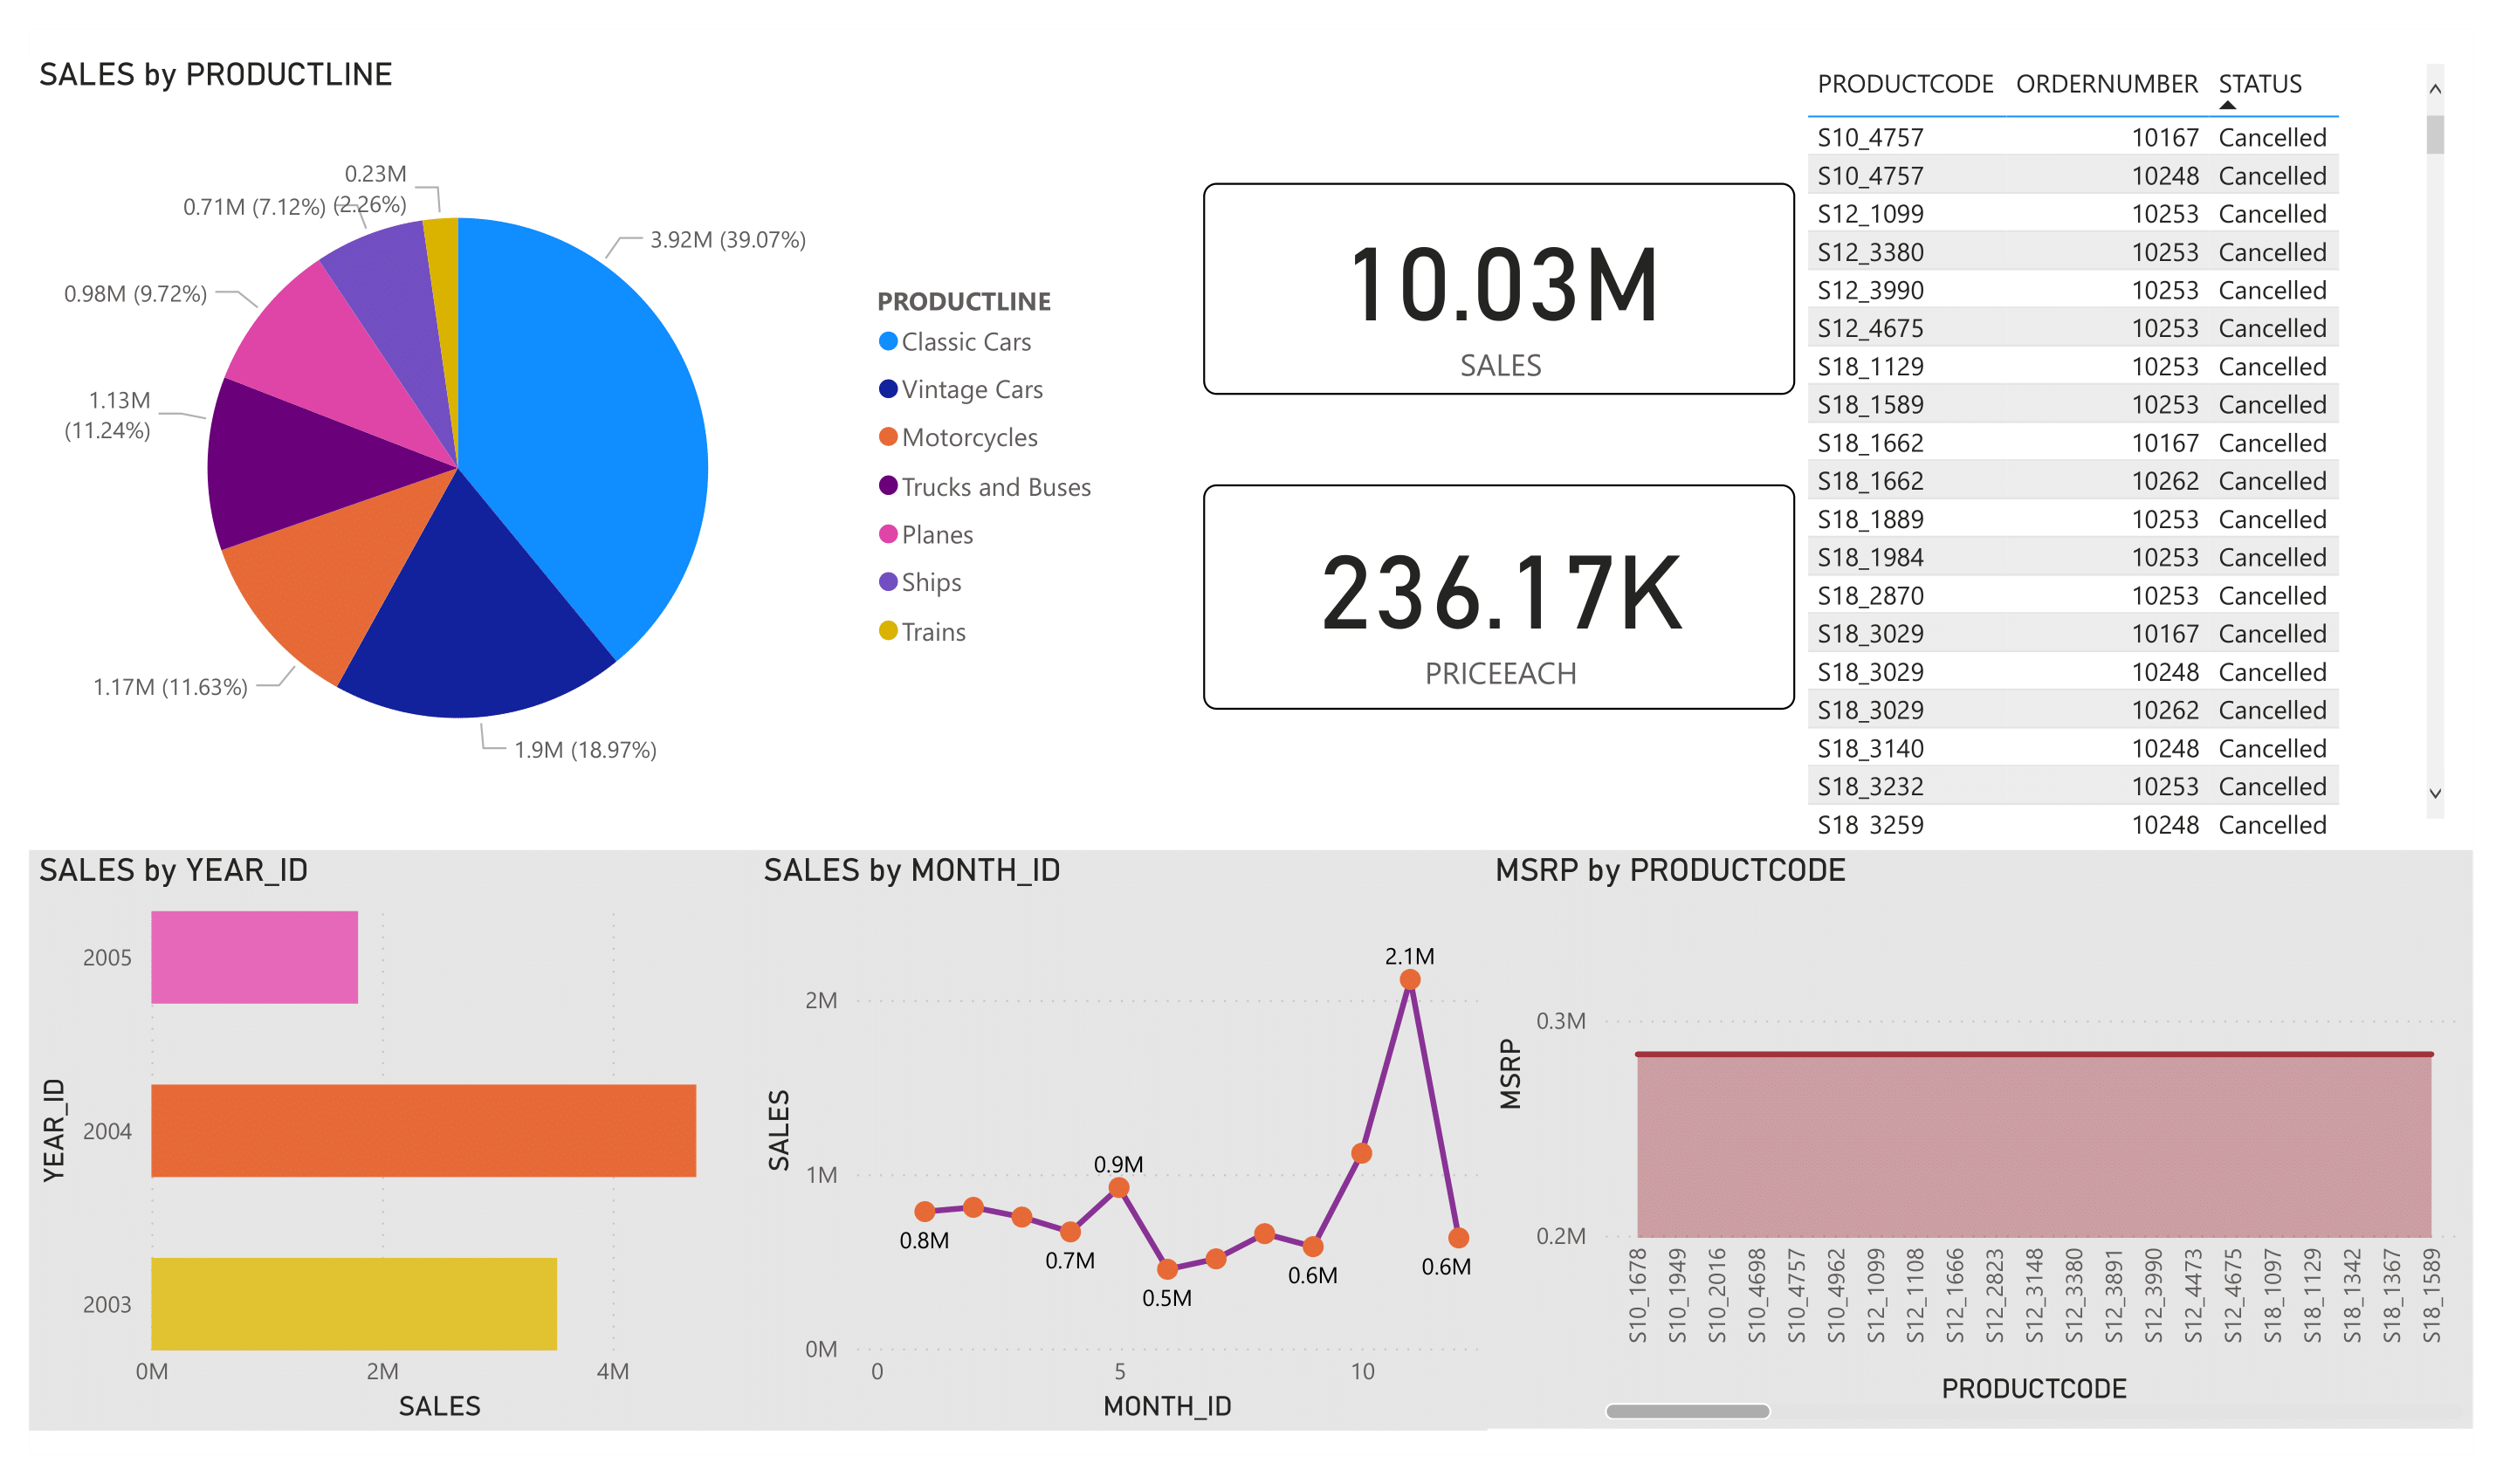 SALES by PRODUCTLINE
0.23M
(2.26%)
0.71M (7.12%)
3.92M (39.07%)
0.98M (9.72%)
1.13M
(11.24%)
1.17M (11.63%)
1.9M (18.97%)
PRODUCTLINE
Classic Cars
Vintage Cars
Motorcycles
Trucks and Buses
Planes
Ships
Trains
10.03M
SALES
236.17K
PRICEEACH
PRODUCTCODE ORDERNUMBER STATUS
S10_4757 10167 Cancelled
S10_4757 10248 Cancelled
S12_1099 10253 Cancelled
S12_3380 10253 Cancelled
S12_3990 10253 Cancelled
S12_4675 10253 Cancelled
S18_1129 10253 Cancelled
S18_1589 10253 Cancelled
S18_1662 10167 Cancelled
S18_1662 10262 Cancelled
S18_1889 10253 Cancelled
S18_1984 10253 Cancelled
S18_2870 10253 Cancelled
S18_3029 10167 Cancelled
S18_3029 10248 Cancelled
S18_3029 10262 Cancelled
S18_3140 10248 Cancelled
S18_3232 10253 Cancelled
S18 3259 10248 Cancelled
SALES by YEAR_ID
YEAR_ID
2005
2004
2003
0M 2M 4M
SALES
SALES by MONTH_ID
SALES
2M
1M
0M
0.8M
0.7M
0.9M
0.5M
0.6M
2.1M
0.6M
0 5 10
MONTH_ID
MSRP by PRODUCTCODE
MSRP
0.3M
0.2M
S10_1678
S10_1949
S10_2016
S10_4698
S10_4757
S10_4962
S12_1099
S12_1108
S12_1666
S12_2823
S12_3148
S12_3380
S12_3891
S12_3990
S12_4473
S12_4675
S18_1097
S18_1129
S18_1342
S18_1367
S18_1589
PRODUCTCODE